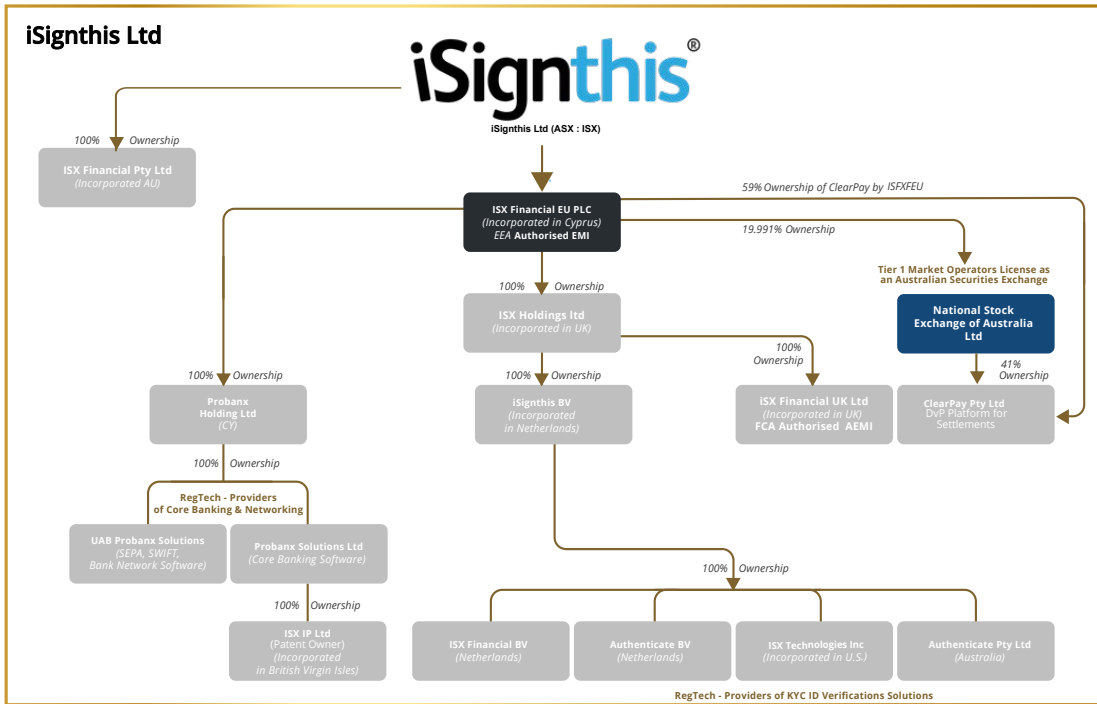 iSignthis Ltd
iSignthis®
iSignthis Ltd (ASX : ISX)
100% Ownership
ISX Financial Pty Ltd
(Incorporated AU)
59% Ownership of ClearPay by ISFXFEU
ISX Financial EU PLC
(Incorporated in Cyprus)
EEA Authorised EMI
19.991% Ownership
Tier 1 Market Operators License as
an Australian Securities Exchange
100% Ownership
ISX Holdings ltd
(Incorporated in UK)
National Stock
Exchange of Australia
Ltd
100%
Ownership
41%
Ownership
100% Ownership
100% Ownership
Probanx
Holding Ltd
(CY)
iSignthis BV
(Incorporated
in Netherlands)
iSX Financial UK Ltd
(Incorporated in UK)
FCA Authorised AEMI
ClearPay Pty Ltd
DvP Platform for
Settlements
100% Ownership
RegTech - Providers
of Core Banking & Networking
UAB Probanx Solutions
(SEPA, SWIFT,
Bank Network Software)
Probanx Solutions Ltd
(Core Banking Software)
100% Ownership
100% Ownership
ISX IP Ltd
(Patent Owner)
(Incorporated
in British Virgin Isles)
ISX Financial BV
(Netherlands)
Authenticate BV
(Netherlands)
ISX Technologies Inc
(Incorporated in U.S.)
Authenticate Pty Ltd
(Australia)
RegTech - Providers of KYC ID Verifications Solutions